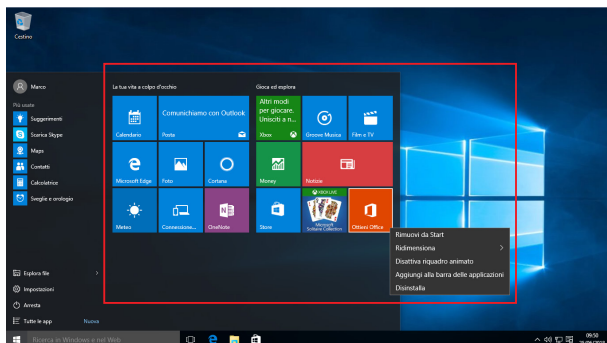 Cestino
Marco
Più usate
Suggerimenti
Scarica Skype
Maps
Contatti
Calcolatrice
Sveglie e orologio
Esplora file
Impostazioni
Arresta
Tutte le app
Nuova
La tua vita a colpo d'occhio
Calendario
Comunichiamo con Outlook
Posta
Microsoft Edge
Foto
Cortana
Meteo
Connessione...
OneNote
Gioca ed esplora
Altri modi
per giocare.
Unisciti a n...
Xbox
Groove Musica
Film e TV
Money
Notizie
Store
XBOX LIVE
Microsoft
Solitaire Collection
Ottieni Office
Rimuovi da Start
Ridimensiona
Disattiva riquadro animato
Aggiungi alla barra delle applicazioni
Disinstalla
Ricerca in Windows e nel Web
09:50